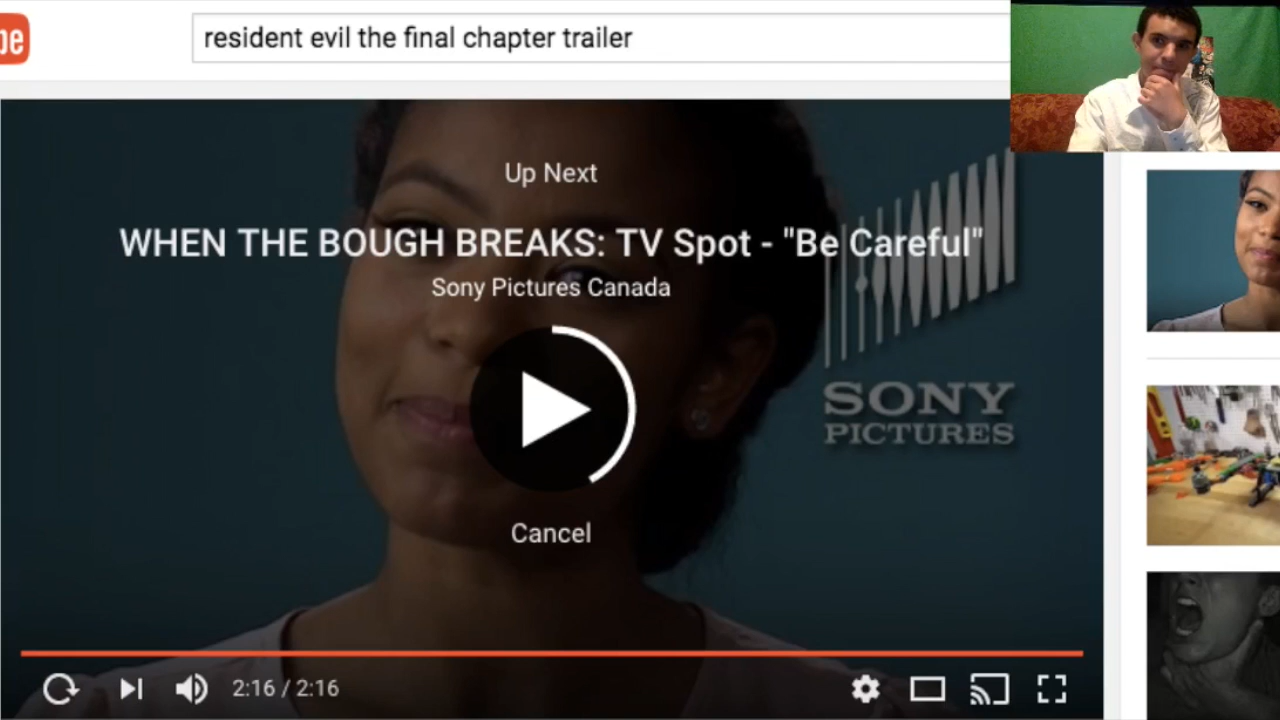 be
resident evil the final chapter trailer
Up Next
WHEN THE BOUGH BREAKS: TV Spot - "Be Careful"
Sony Pictures Canada
SONY
PICTURES
Cancel
2:16 / 2:16